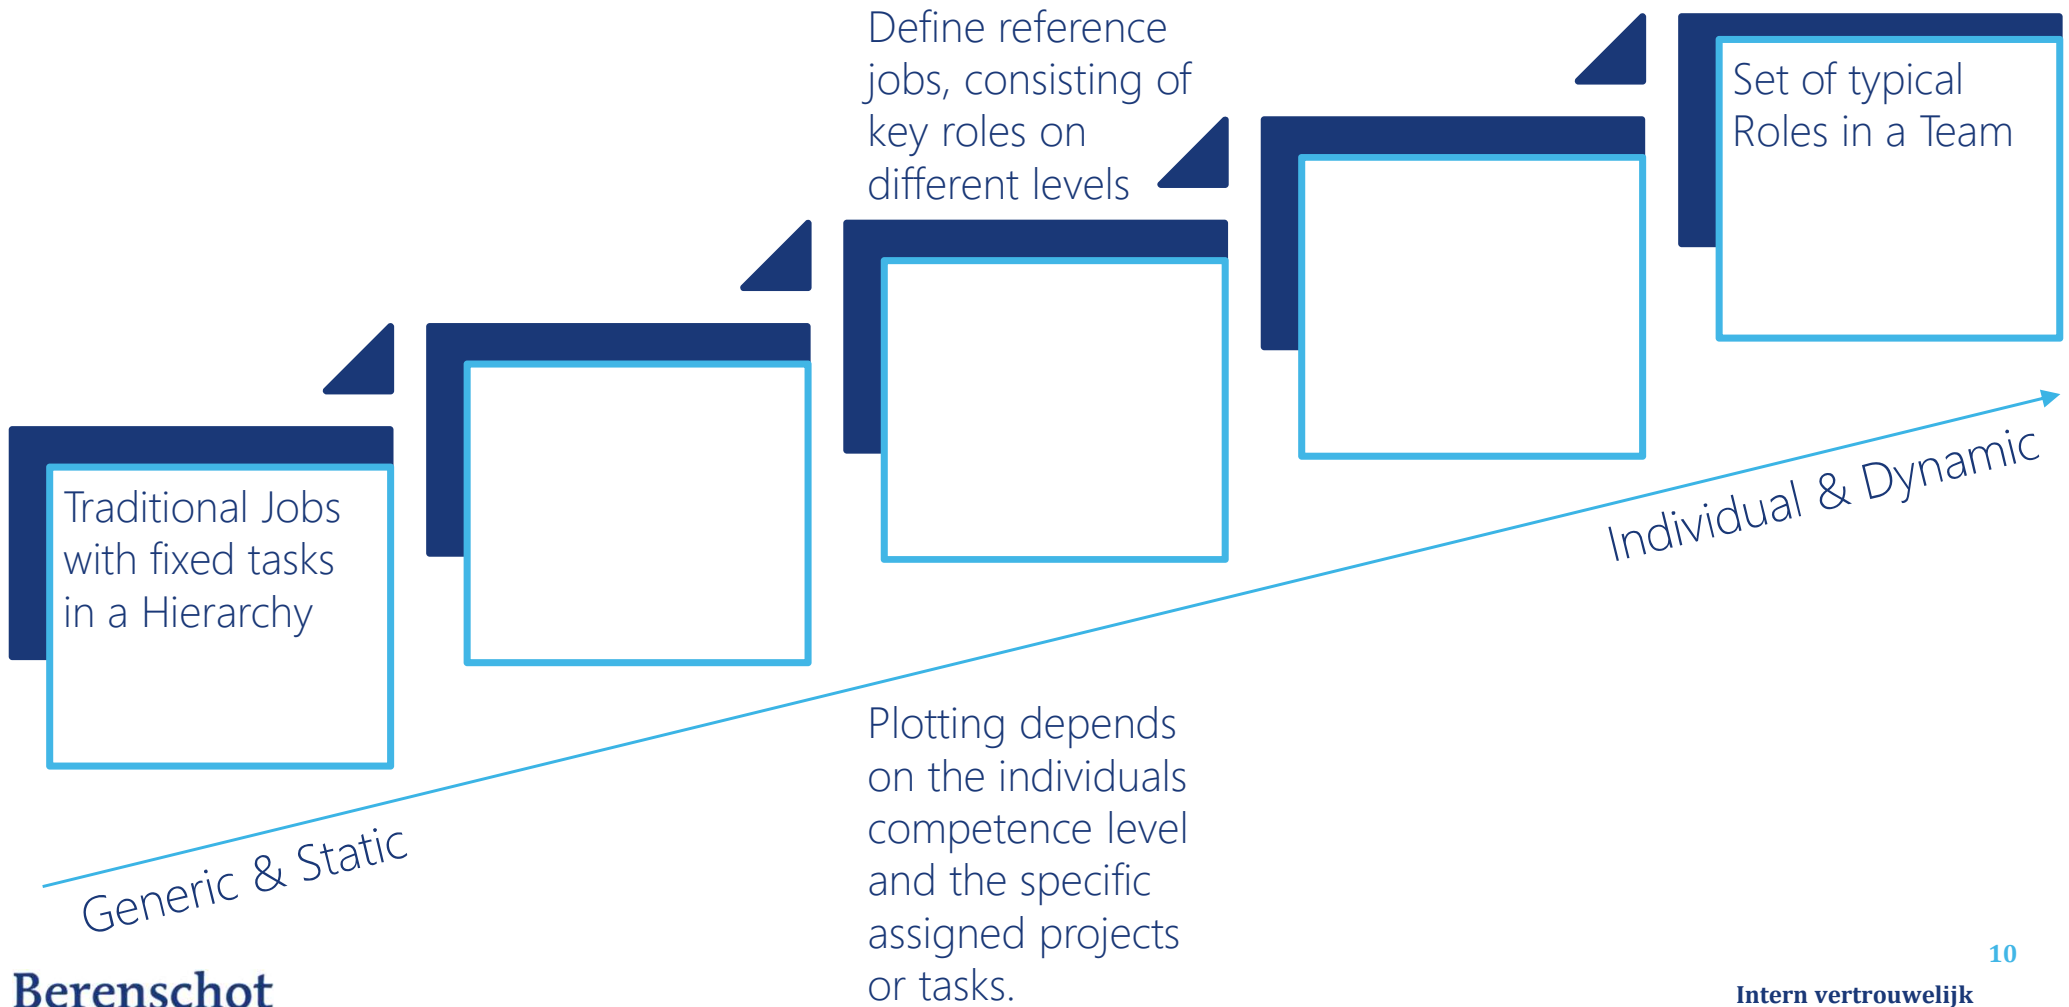 Define reference
jobs, consisting of
key roles on
different levels
Set of typical
Roles in a Team
Traditional Jobs
with fixed tasks
in a Hierarchy
Individual & Dynamic
Generic & Static
Plotting depends
on the individuals
competence level
and the specific
assigned projects
or tasks.
10
Berenschot
Intern vertrouwelijk